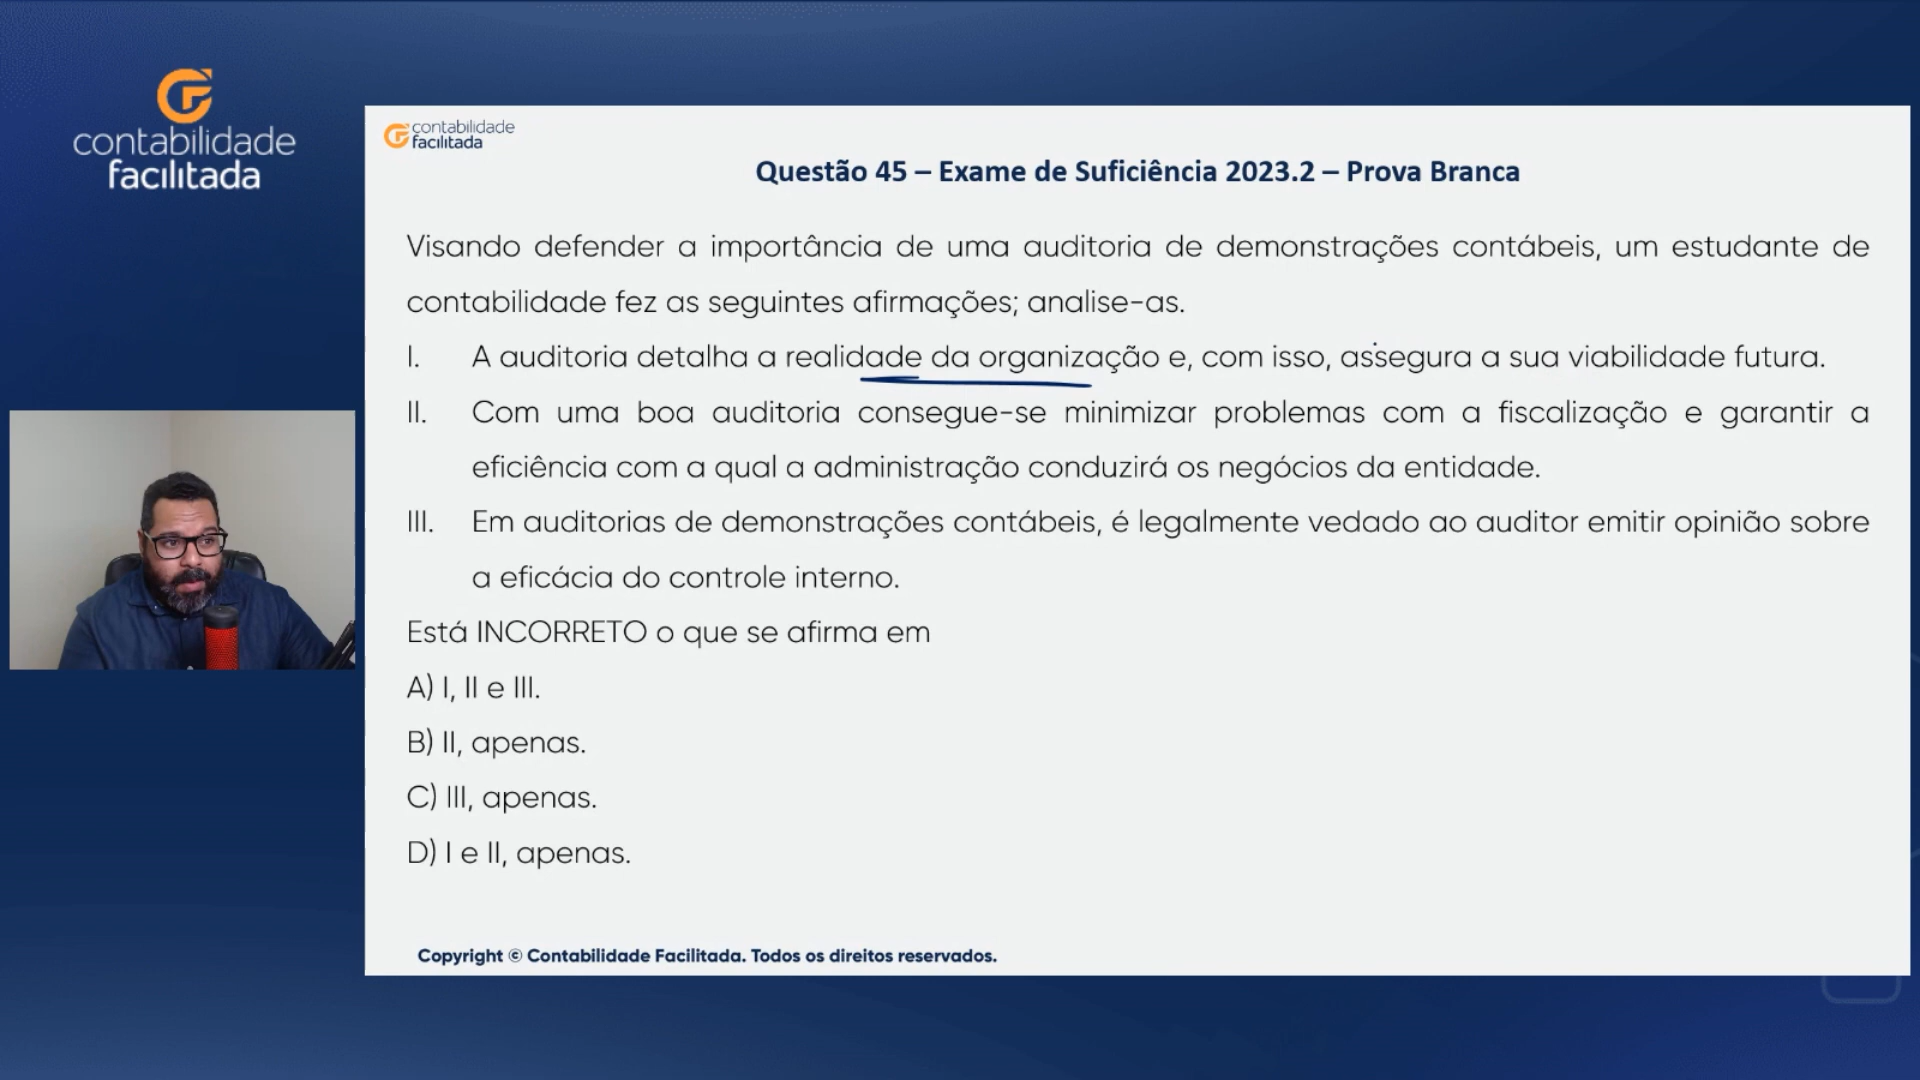 contabilidade
facilitada
contabilidade
facilitada
Questão 45 – Exame de Suficiência 2023.2 – Prova Branca
Visando defender a importância de uma auditoria de demonstrações contábeis, um estudante de
contabilidade fez as seguintes afirmações; analise-as.
I. A auditoria detalha a realidade da organização e, com isso, assegura a sua viabilidade futura.
II. Com uma boa auditoria consegue-se minimizar problemas com a fiscalização e garantir a
eficiência com a qual a administração conduzirá os negócios da entidade.
III. Em auditorias de demonstrações contábeis, é legalmente vedado ao auditor emitir opinião sobre
a eficácia do controle interno.
Está INCORRETO o que se afirma em
A) I, II e III.
B) II, apenas.
C) III, apenas.
D) I e II, apenas.
Copyright © Contabilidade Facilitada. Todos os direitos reservados.